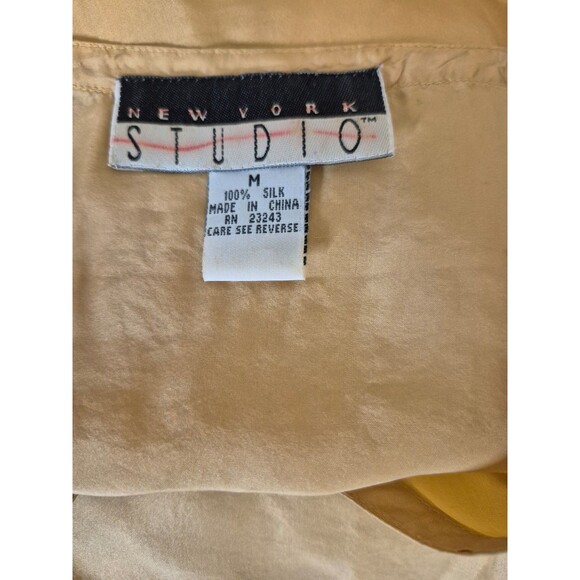 NEW YORK
STUDIO™
M
100% SILK
MADE IN CHINA
RN 23243
CARE SEE REVERSE